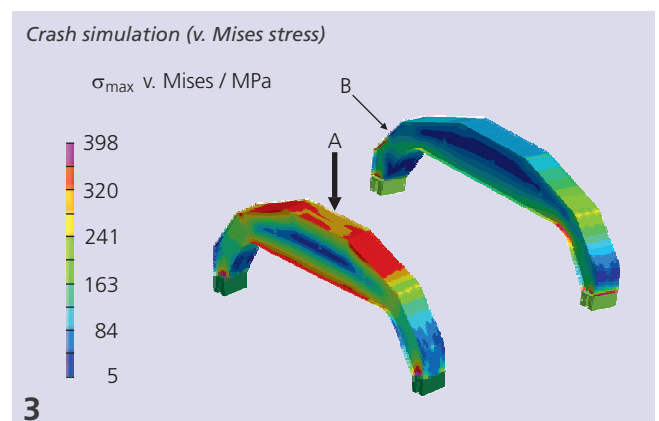 Crash simulation (v. Mises stress)
σmax v. Mises / MPa
B
A
398
320
241
163
84
5
3